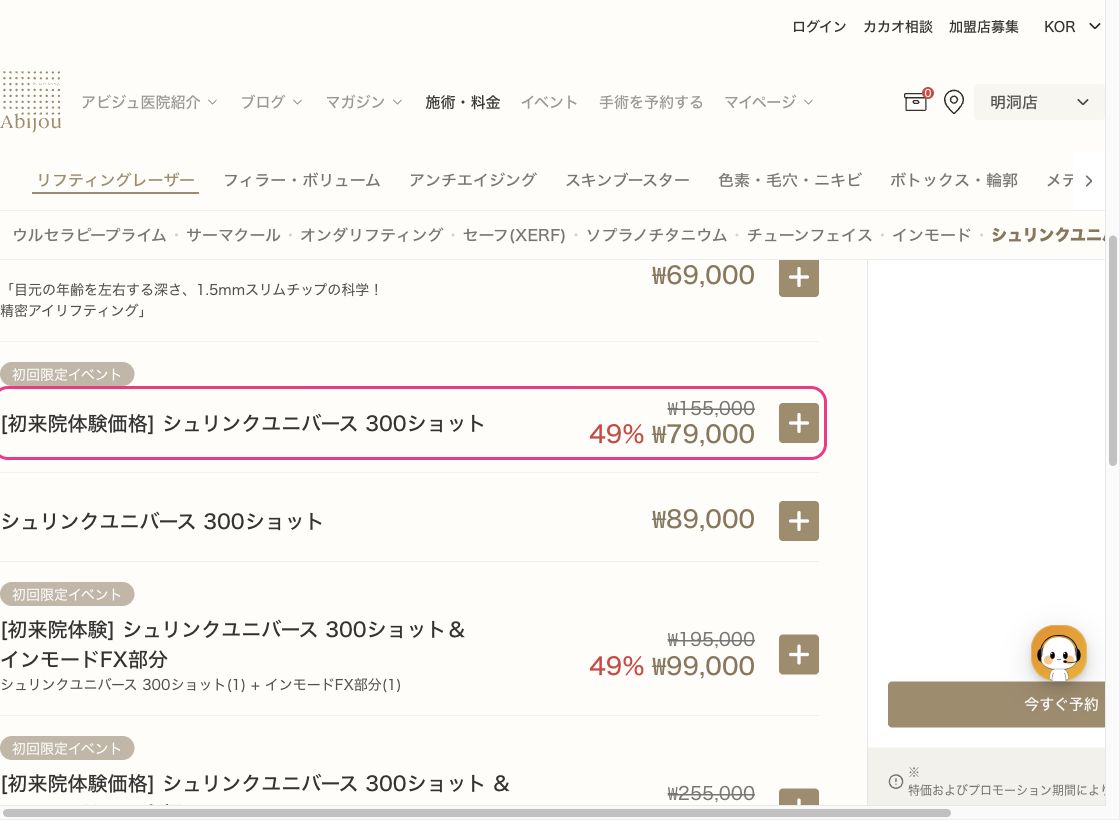 ログイン カカオ相談 加盟店募集 KOR
Abijou
アビジュ医院紹介 ブログ マガジン 施術・料金 イベント 手術を予約する マイページ 0 明洞店
リフティングレーザー フィラー・ボリューム アンチエイジング スキンブースター 色素・毛穴・ニキビ ボトックス・輪郭 メテ
ウルセラピープライム・サーマクール・オンダリフティング・セーフ(XERF)・ソプラノチタニウム・チューンフェイス・インモード・シュリンクユニ
₩69,000
「目元の年齢を左右する深さ、1.5mmスリムチップの科学！
精密アイリフティング」
初回限定イベント
₩155,000
[初来院体験価格] シュリンクユニバース 300ショット
49% ₩79,000
シュリンクユニバース 300ショット ₩89,000
初回限定イベント
[初来院体験] シュリンクユニバース 300ショット＆
インモードFX部分
₩195,000
49% ₩99,000
シュリンクユニバース 300ショット(1) + インモードFX部分(1)
今すぐ予約
初回限定イベント
[初来院体験価格] シュリンクユニバース 300ショット ＆
₩255,000
※
特価およびプロモーション期間により